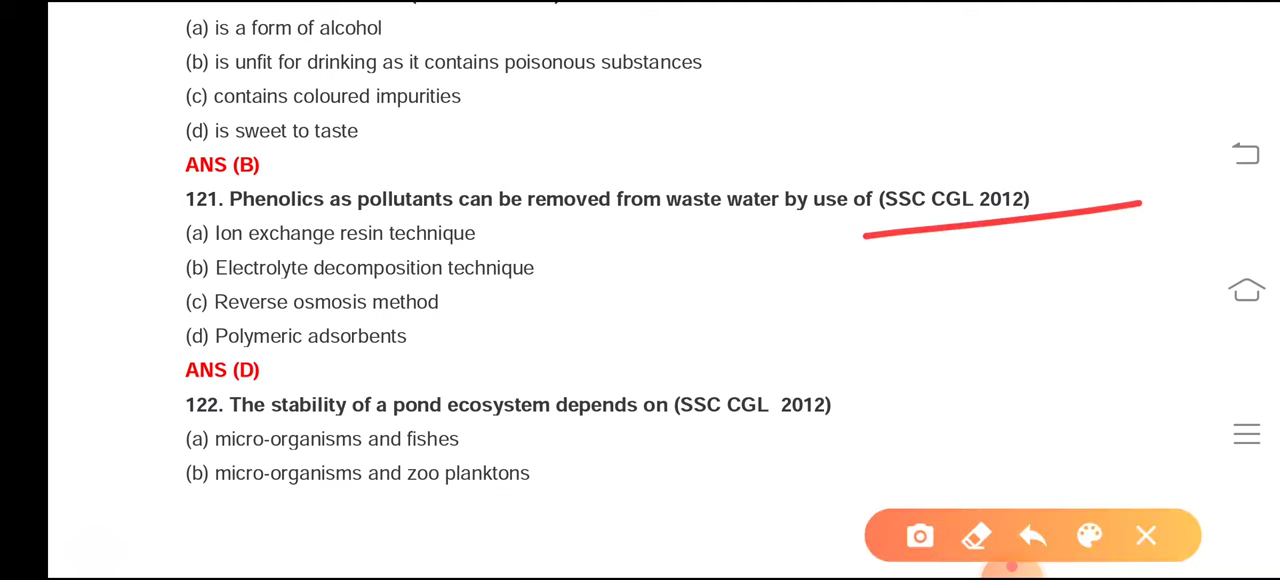 (a) is a form of alcohol
(b) is unfit for drinking as it contains poisonous substances
(c) contains coloured impurities
(d) is sweet to taste
ANS (B)
121. Phenolics as pollutants can be removed from waste water by use of (SSC CGL 2012)
(a) Ion exchange resin technique
(b) Electrolyte decomposition technique
(c) Reverse osmosis method
(d) Polymeric adsorbents
ANS (D)
122. The stability of a pond ecosystem depends on (SSC CGL  2012)
(a) micro-organisms and fishes
(b) micro-organisms and zoo planktons